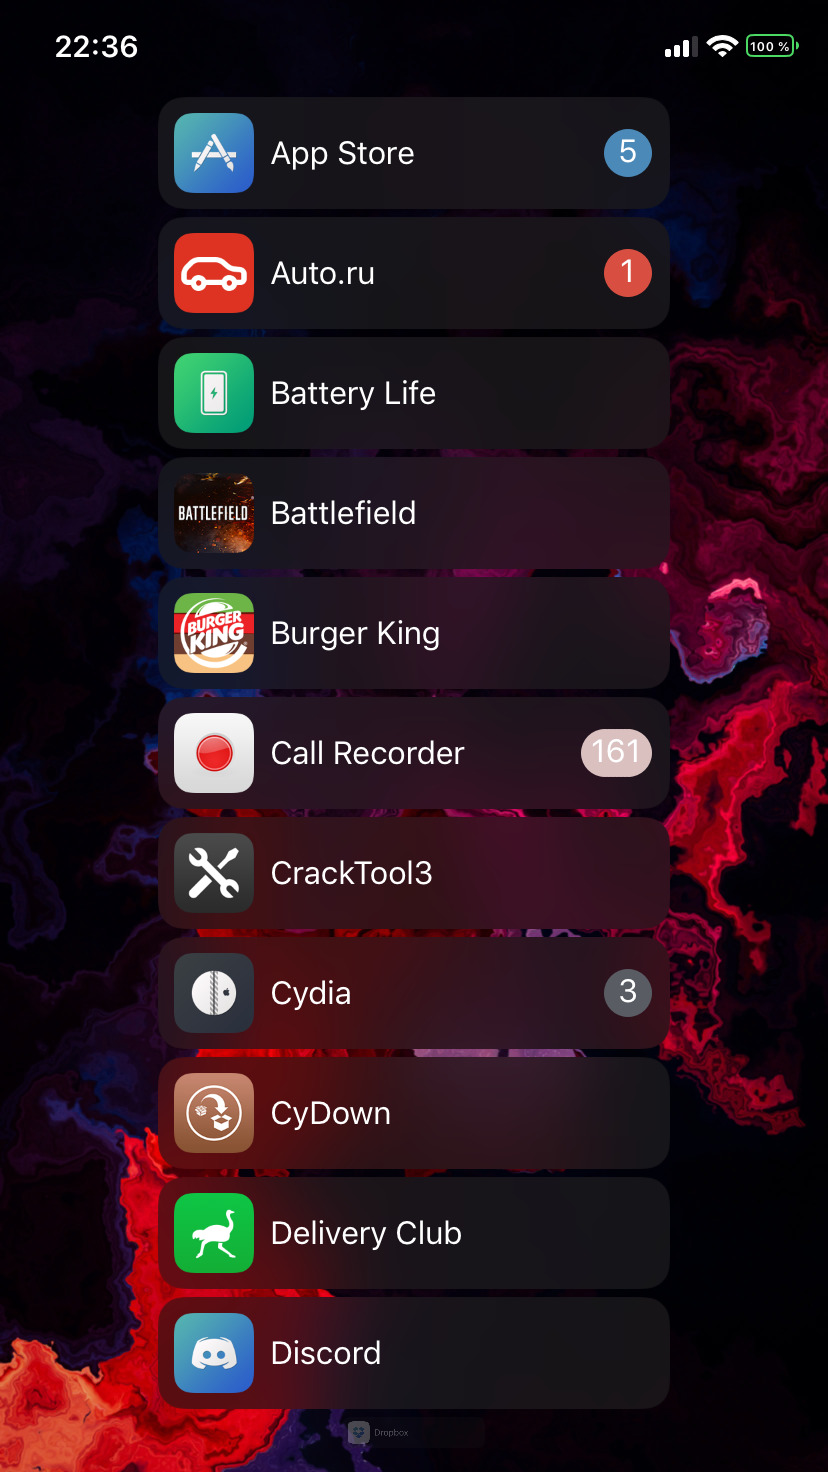 22:36
100 %
App Store
5
Auto.ru
1
Battery Life
BATTLEFIELD
Battlefield
BURGER
KING
Burger King
Call Recorder
161
CrackTool3
Cydia
3
CyDown
Delivery Club
Discord
Dropbox